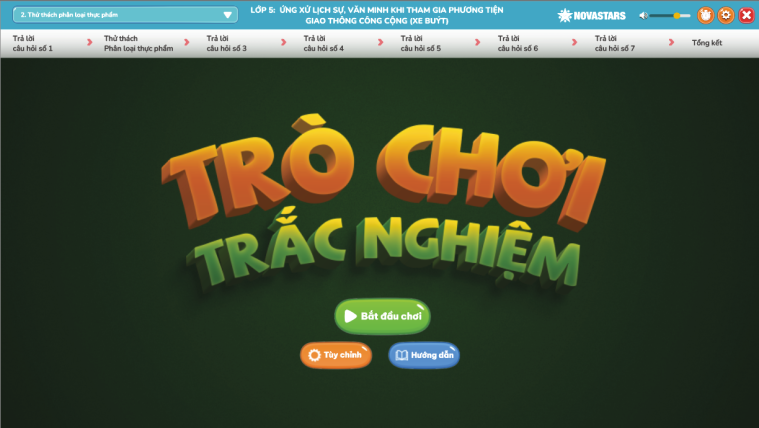 2. Thử thách phân loại thực phẩm
LỚP 5: ỨNG XỬ LỊCH SỰ, VĂN MINH KHI THAM GIA PHƯƠNG TIỆN
GIAO THÔNG CÔNG CỘNG (XE BUÝT)
NOVASTARS
Trả lời
câu hỏi số 1
Thử thách
Phân loại thực phẩm
Trả lời
câu hỏi số 3
Trả lời
câu hỏi số 4
Trả lời
câu hỏi số 5
Trả lời
câu hỏi số 6
Trả lời
câu hỏi số 7
Tổng kết
TRÒ CHƠI
TRẮC NGHIỆM
Bắt đầu chơi
Tùy chỉnh
Hướng dẫn